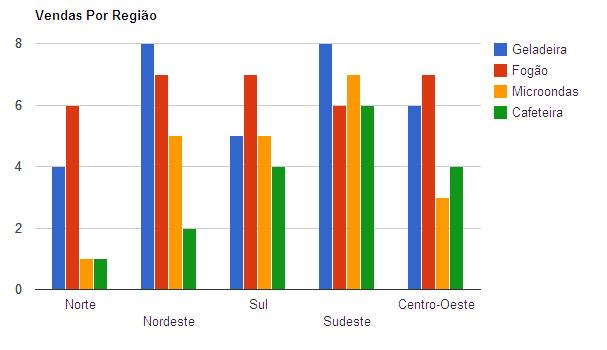 Vendas Por Região
8
6
4
2
0
Geladeira
Fogão
Microondas
Cafeteira
Norte
Nordeste
Sul
Sudeste
Centro-Oeste